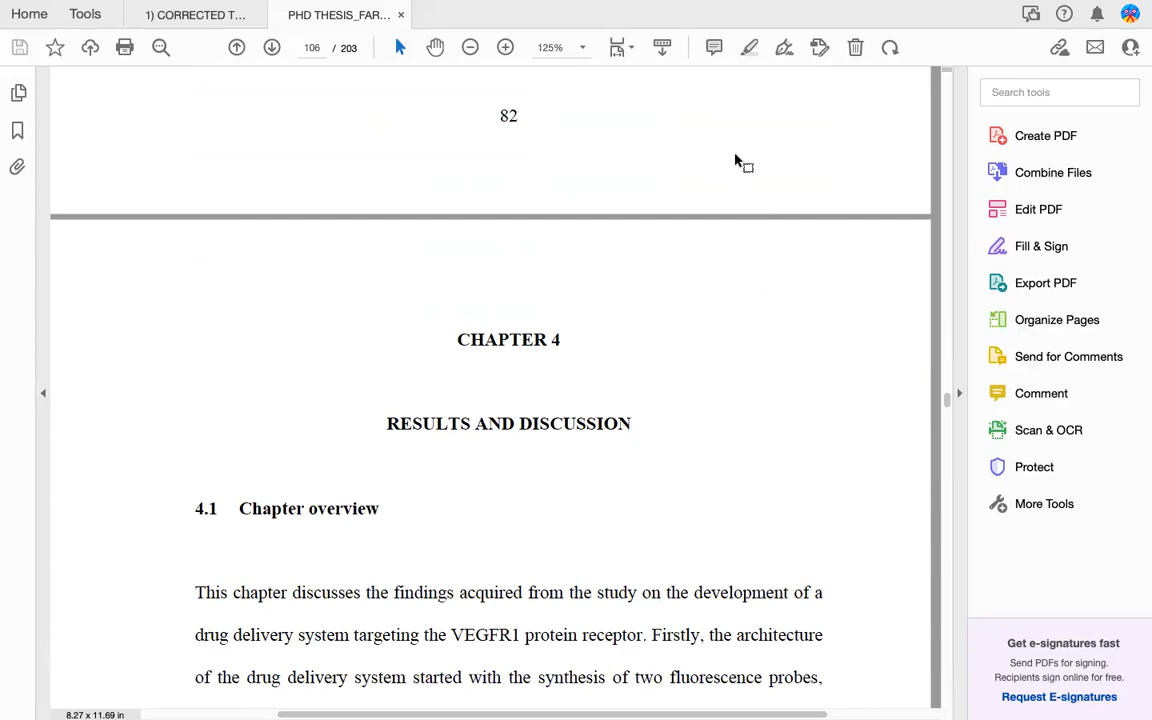 Home Tools 1) CORRECTED T... PHD THESIS_FAR... ×
106 / 203 125%
82
CHAPTER 4
RESULTS AND DISCUSSION
4.1 Chapter overview
This chapter discusses the findings acquired from the study on the development of a
drug delivery system targeting the VEGFR1 protein receptor. Firstly, the architecture
of the drug delivery system started with the synthesis of two fluorescence probes,
8.27 x 11.69 in
Search tools
Create PDF
Combine Files
Edit PDF
Fill & Sign
Export PDF
Organize Pages
Send for Comments
Comment
Scan & OCR
Protect
More Tools
Get e-signatures fast
Send PDFs for signing.
Recipients sign online for free.
Request E-signatures